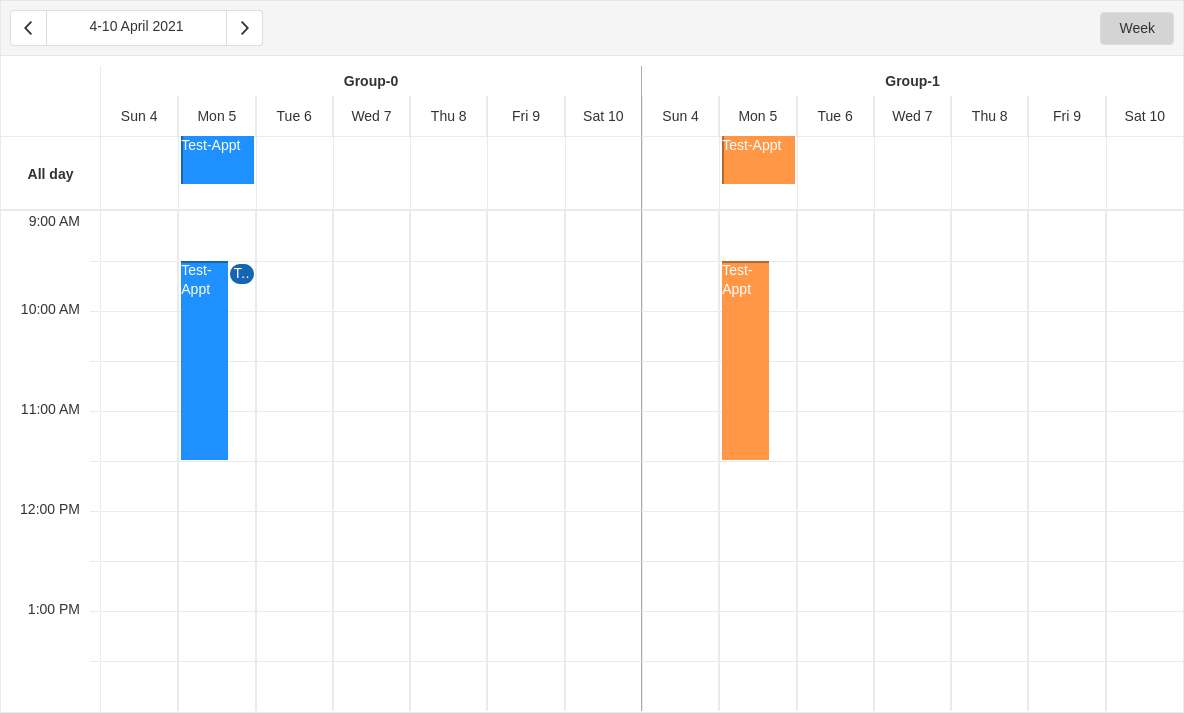 4-10 April 2021
Week
Group-0 Group-1
Sun 4 Mon 5 Tue 6 Wed 7 Thu 8 Fri 9 Sat 10 Sun 4 Mon 5 Tue 6 Wed 7 Thu 8 Fri 9 Sat 10
All day
Test-Appt
Test-Appt
9:00 AM
10:00 AM
11:00 AM
12:00 PM
1:00 PM
Test-
Appt
T..
Test-
Appt